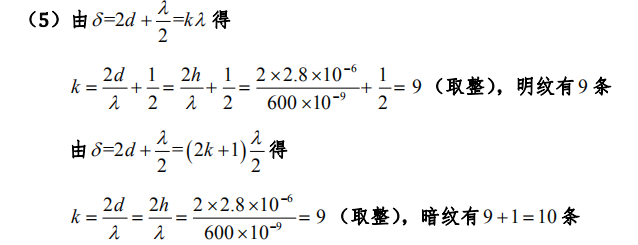 （5）由 δ=2d + λ/2 = kλ 得
k = 2d/λ + 1/2 = 2h/λ + 1/2 = 2×2.8×10⁻⁶/600×10⁻⁹ + 1/2 = 9（取整），明纹有9条
由 δ=2d + λ/2 = (2k+1) λ/2 得
k = 2d/λ = 2h/λ = 2×2.8×10⁻⁶/600×10⁻⁹ = 9（取整），暗纹有9+1=10条